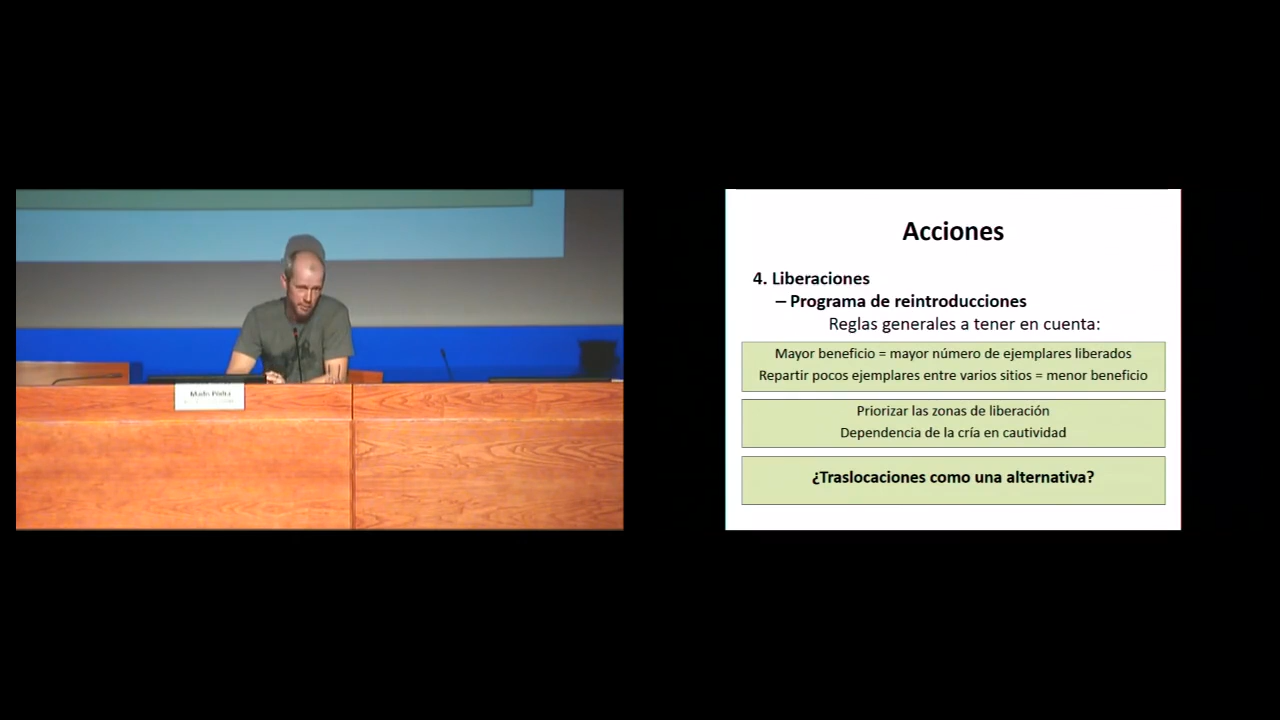 Acciones
4. Liberaciones
– Programa de reintroducciones
Reglas generales a tener en cuenta:
Mayor beneficio = mayor número de ejemplares liberados
Repartir pocos ejemplares entre varios sitios = menor beneficio
Priorizar las zonas de liberación
Dependencia de la cría en cautividad
¿Traslocaciones como una alternativa?